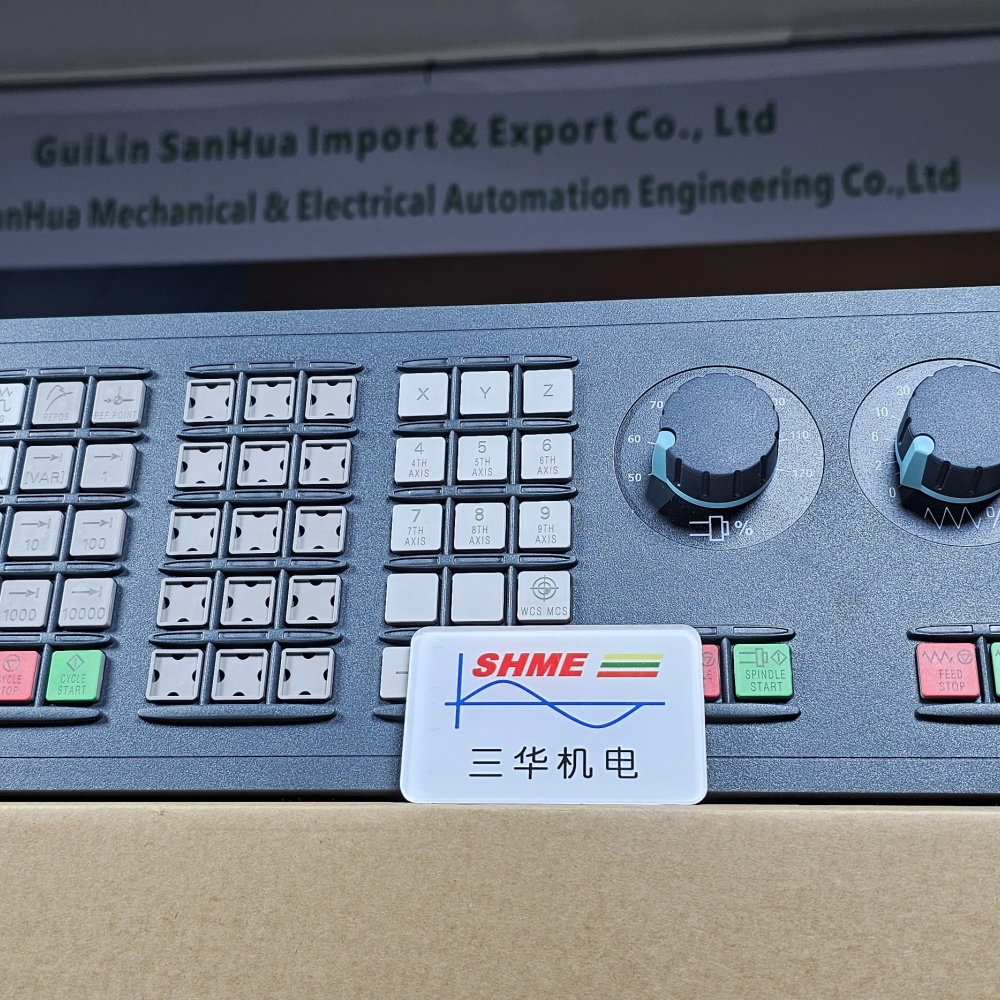 GuiLin SanHua Import & Export Co., Ltd
anHua Mechanical & Electrical Automation Engineering Co.,Ltd
REPOS
REF.POINT
[VAR]
1
10
100
1000
10000
CYCLE
STOP
CYCLE
START
X
Y
Z
4
4TH
AXIS
5
5TH
AXIS
6
6TH
AXIS
7
7TH
AXIS
8
8TH
AXIS
9
9TH
AXIS
WCS MCS
50
60
70
110
120
%
0
2
6
10
30
%
SPINDLE
START
FEED
STOP
SHME
三华机电